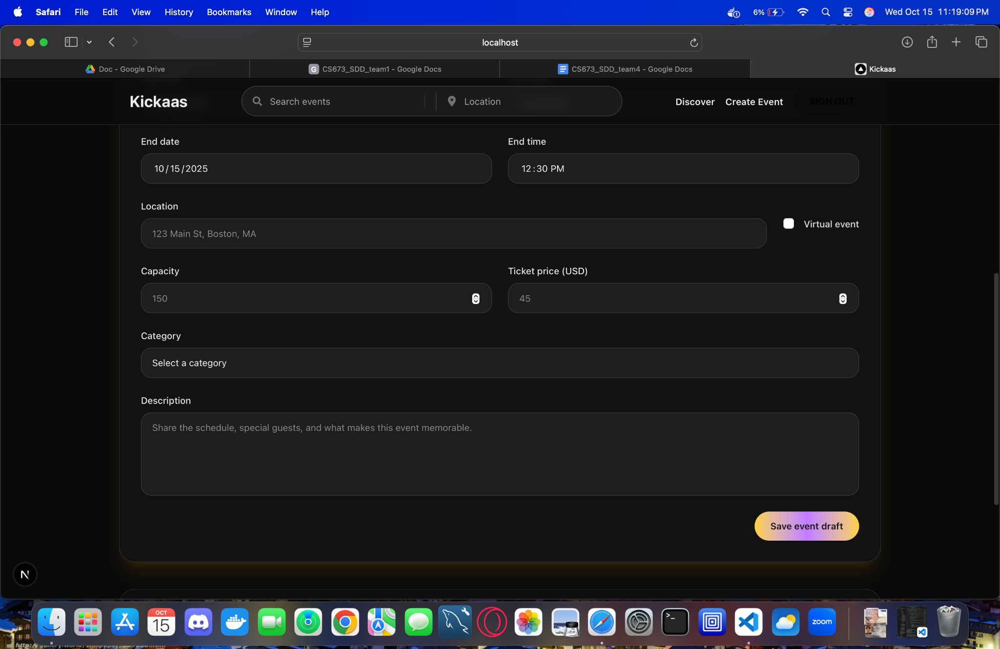 Safari File Edit View History Bookmarks Window Help 6% Wed Oct 15 11:19:09 PM
localhost
Doc - Google Drive
G CS673_SDD_team1 - Google Docs
CS673_SDD_team4 - Google Docs
Kickaas
Kickaas
Search events
Location
Discover Create Event SIGN OUT
End date
End time
10/15/2025
12:30 PM
Location
123 Main St, Boston, MA
Virtual event
Capacity
Ticket price (USD)
150
45
Category
Select a category
Description
Share the schedule, special guests, and what makes this event memorable.
Save event draft
N
OCT
15
>_
zoom